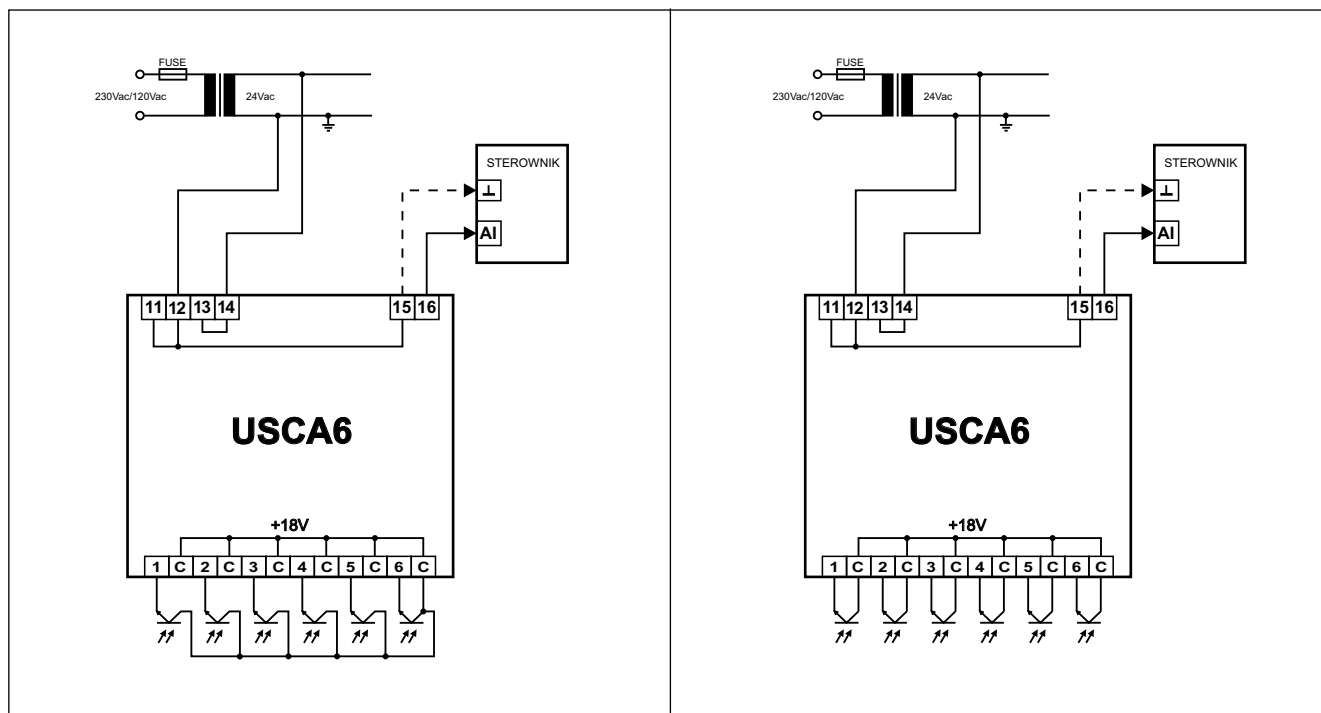 FUSE
230Vac/120Vac 24Vac
STEROWNIK
⊥
AI
11 12 13 14 15 16
USCA6
+18V
1 C 2 C 3 C 4 C 5 C 6 C
FUSE
230Vac/120Vac 24Vac
STEROWNIK
⊥
AI
11 12 13 14 15 16
USCA6
+18V
1 C 2 C 3 C 4 C 5 C 6 C